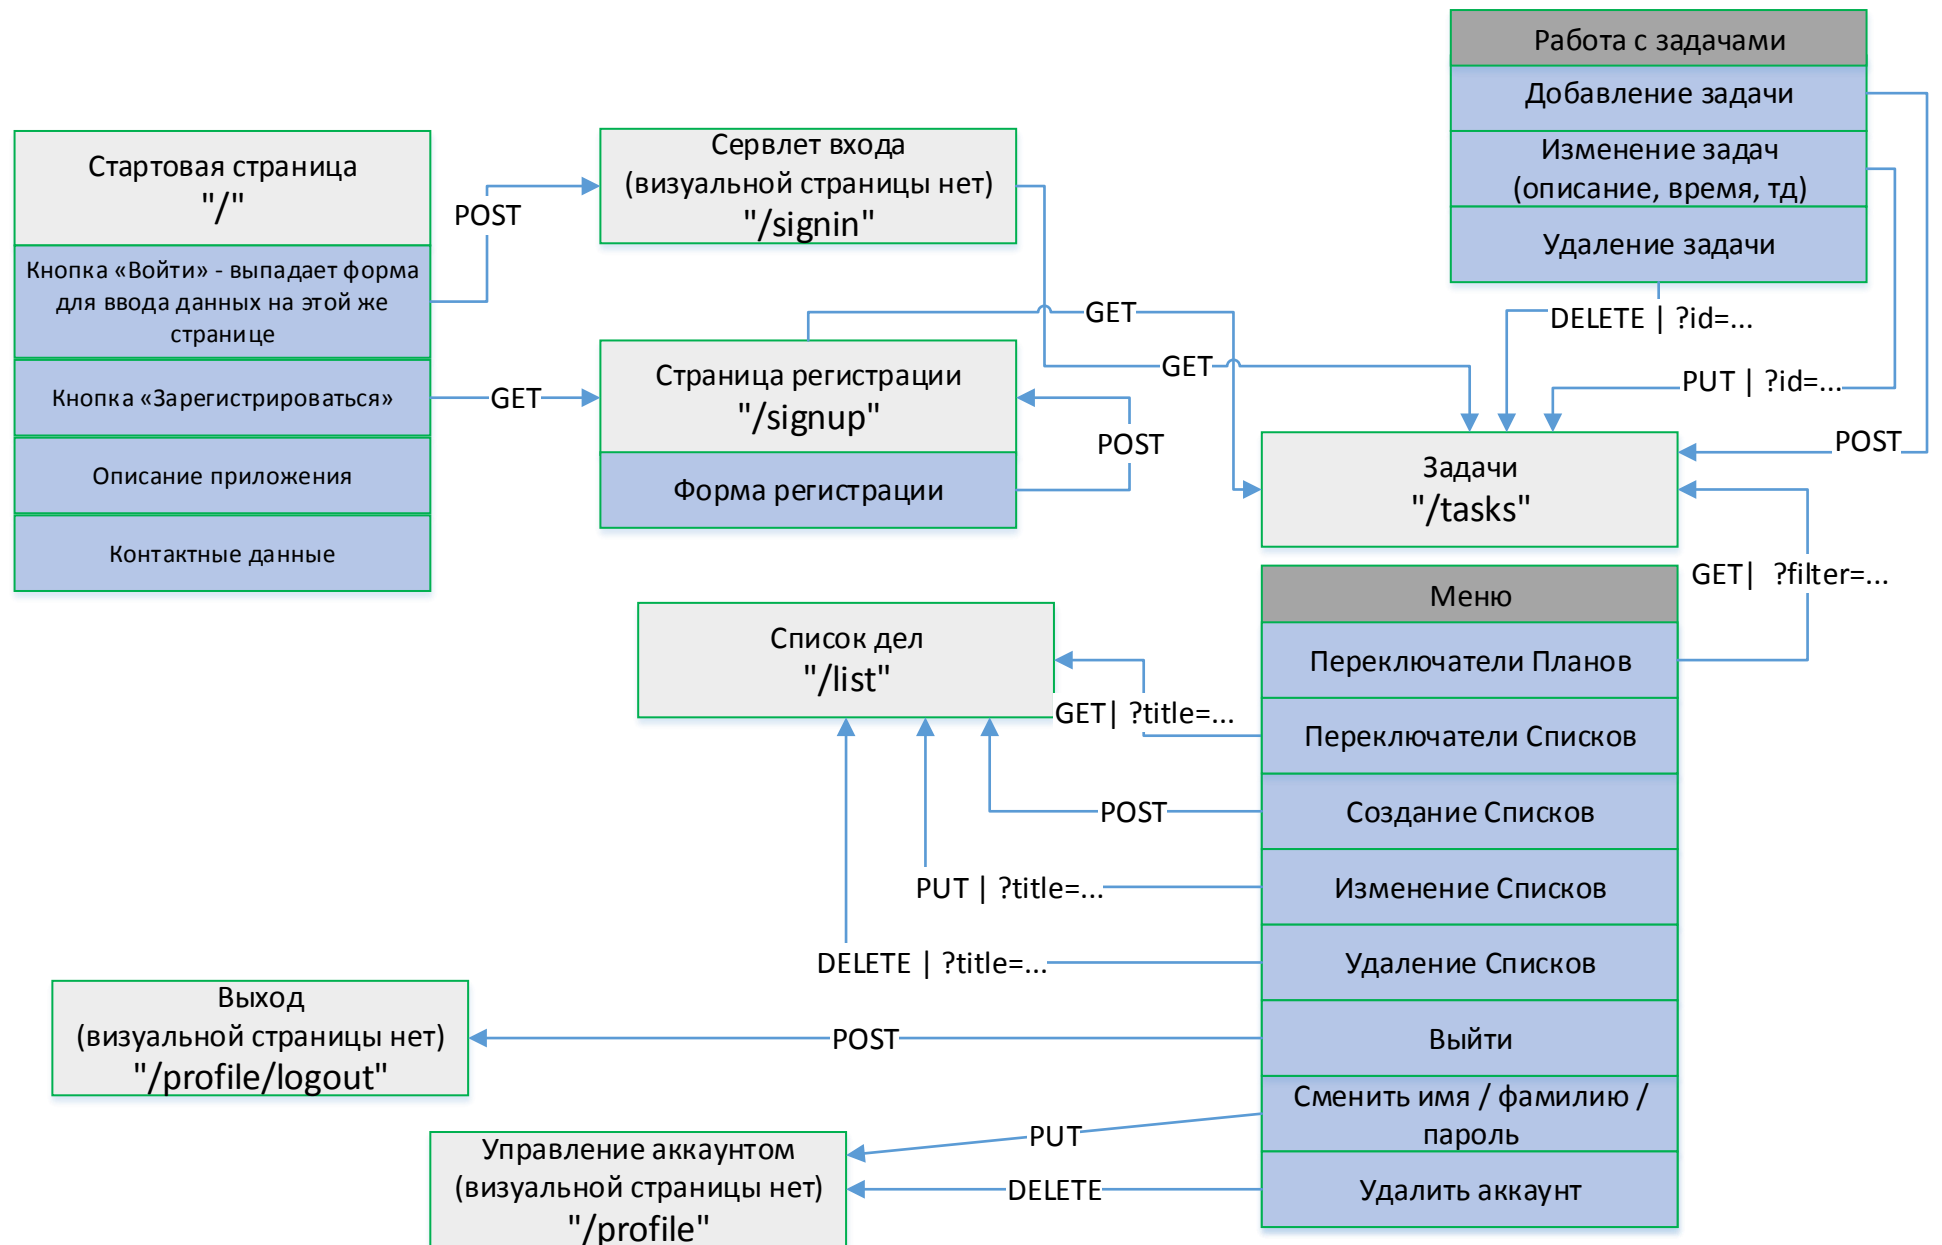 Работа с задачами
Добавление задачи
Изменение задач
(описание, время, тд)
Удаление задачи
Стартовая страница
"/"
Кнопка «Войти» - выпадает форма
для ввода данных на этой же
странице
Кнопка «Зарегистрироваться»
Описание приложения
Контактные данные
POST
Сервлет входа
(визуальной страницы нет)
"/signin"
GET
Страница регистрации
"/signup"
Форма регистрации
POST
GET
GET
DELETE | ?id=...
PUT | ?id=...
POST
Задачи
"/tasks"
GET| ?filter=...
Меню
Переключатели Планов
Переключатели Списков
Создание Списков
Изменение Списков
Удаление Списков
Выйти
Сменить имя / фамилию /
пароль
Удалить аккаунт
Список дел
"/list"
GET| ?title=...
POST
PUT | ?title=...
DELETE | ?title=...
Выход
(визуальной страницы нет)
"/profile/logout"
POST
Управление аккаунтом
(визуальной страницы нет)
"/profile"
PUT
DELETE